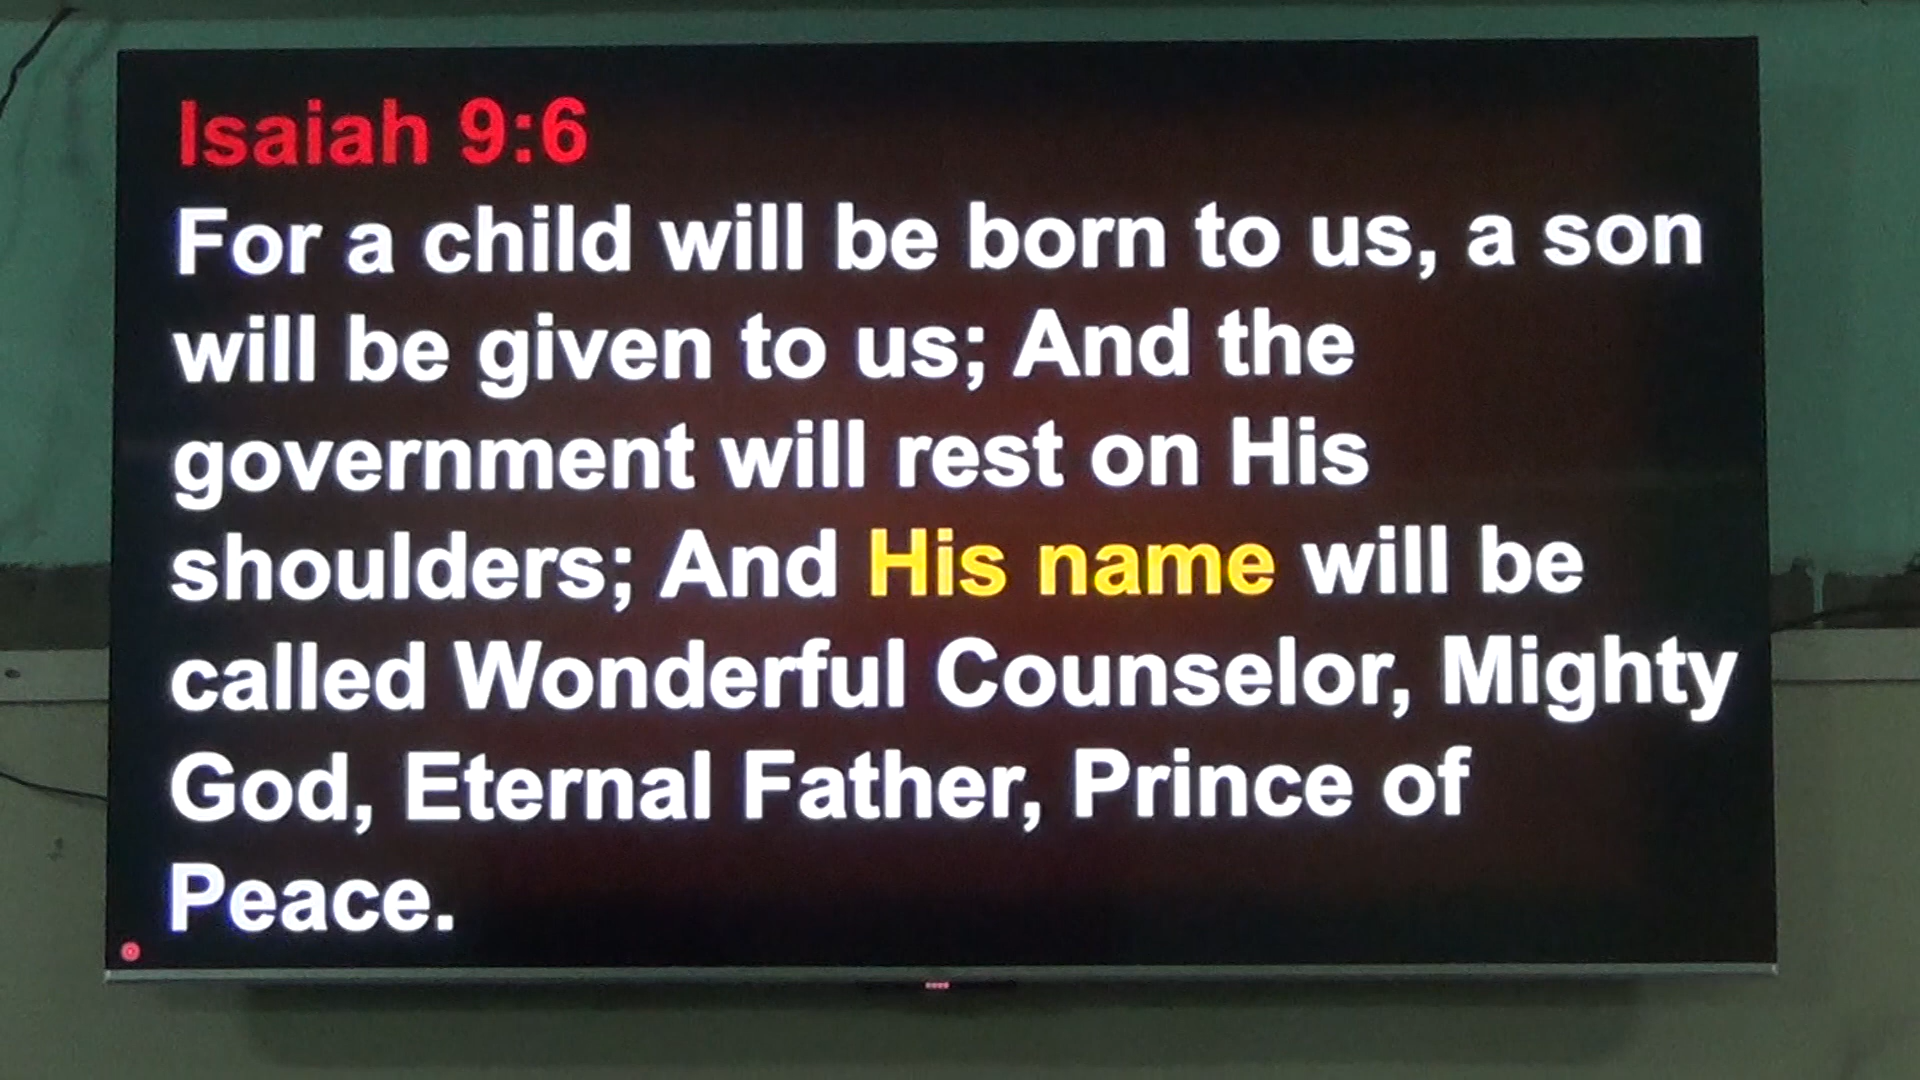 Isaiah 9:6
For a child will be born to us, a son
will be given to us; And the
government will rest on His
shoulders; And His name will be
called Wonderful Counselor, Mighty
God, Eternal Father, Prince of
Peace.